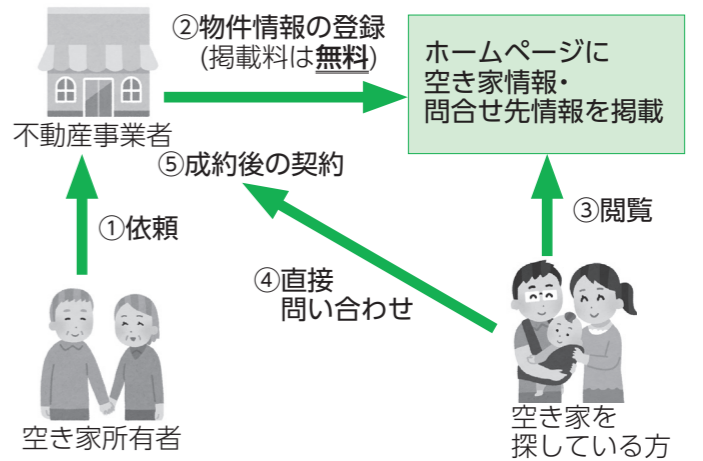 ②物件情報の登録
(掲載料は無料)
ホームページに
空き家情報・
問合せ先情報を掲載
不動産事業者
⑤成約後の契約
①依頼
③閲覧
④直接
問い合わせ
空き家所有者
空き家を
探している方